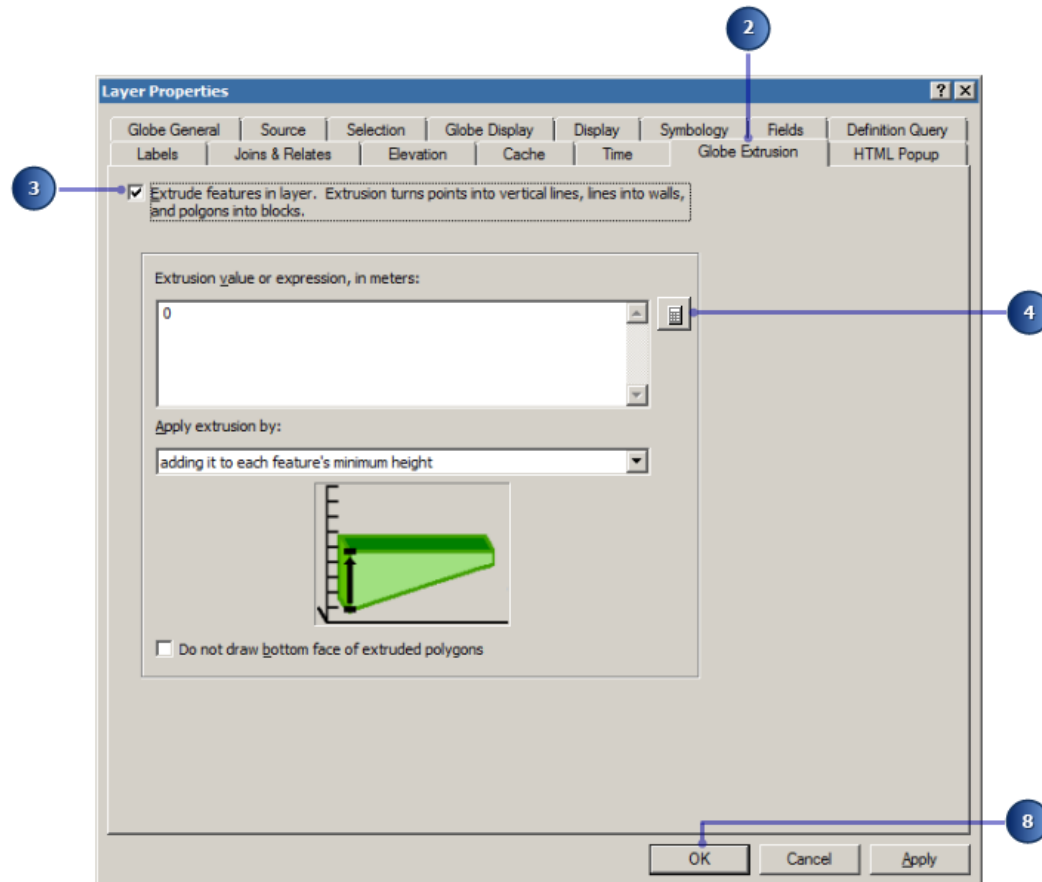 2
Layer Properties
Globe General Source Selection Globe Display Display Symbology Fields Definition Query
Labels Joins & Relates Elevation Cache Time Globe Extrusion HTML Popup
3
Extrude features in layer. Extrusion turns points into vertical lines, lines into walls,
and polgons into blocks.
Extrusion value or expression, in meters:
0
4
Apply extrusion by:
adding it to each feature's minimum height
Do not draw bottom face of extruded polygons
8
OK Cancel Apply